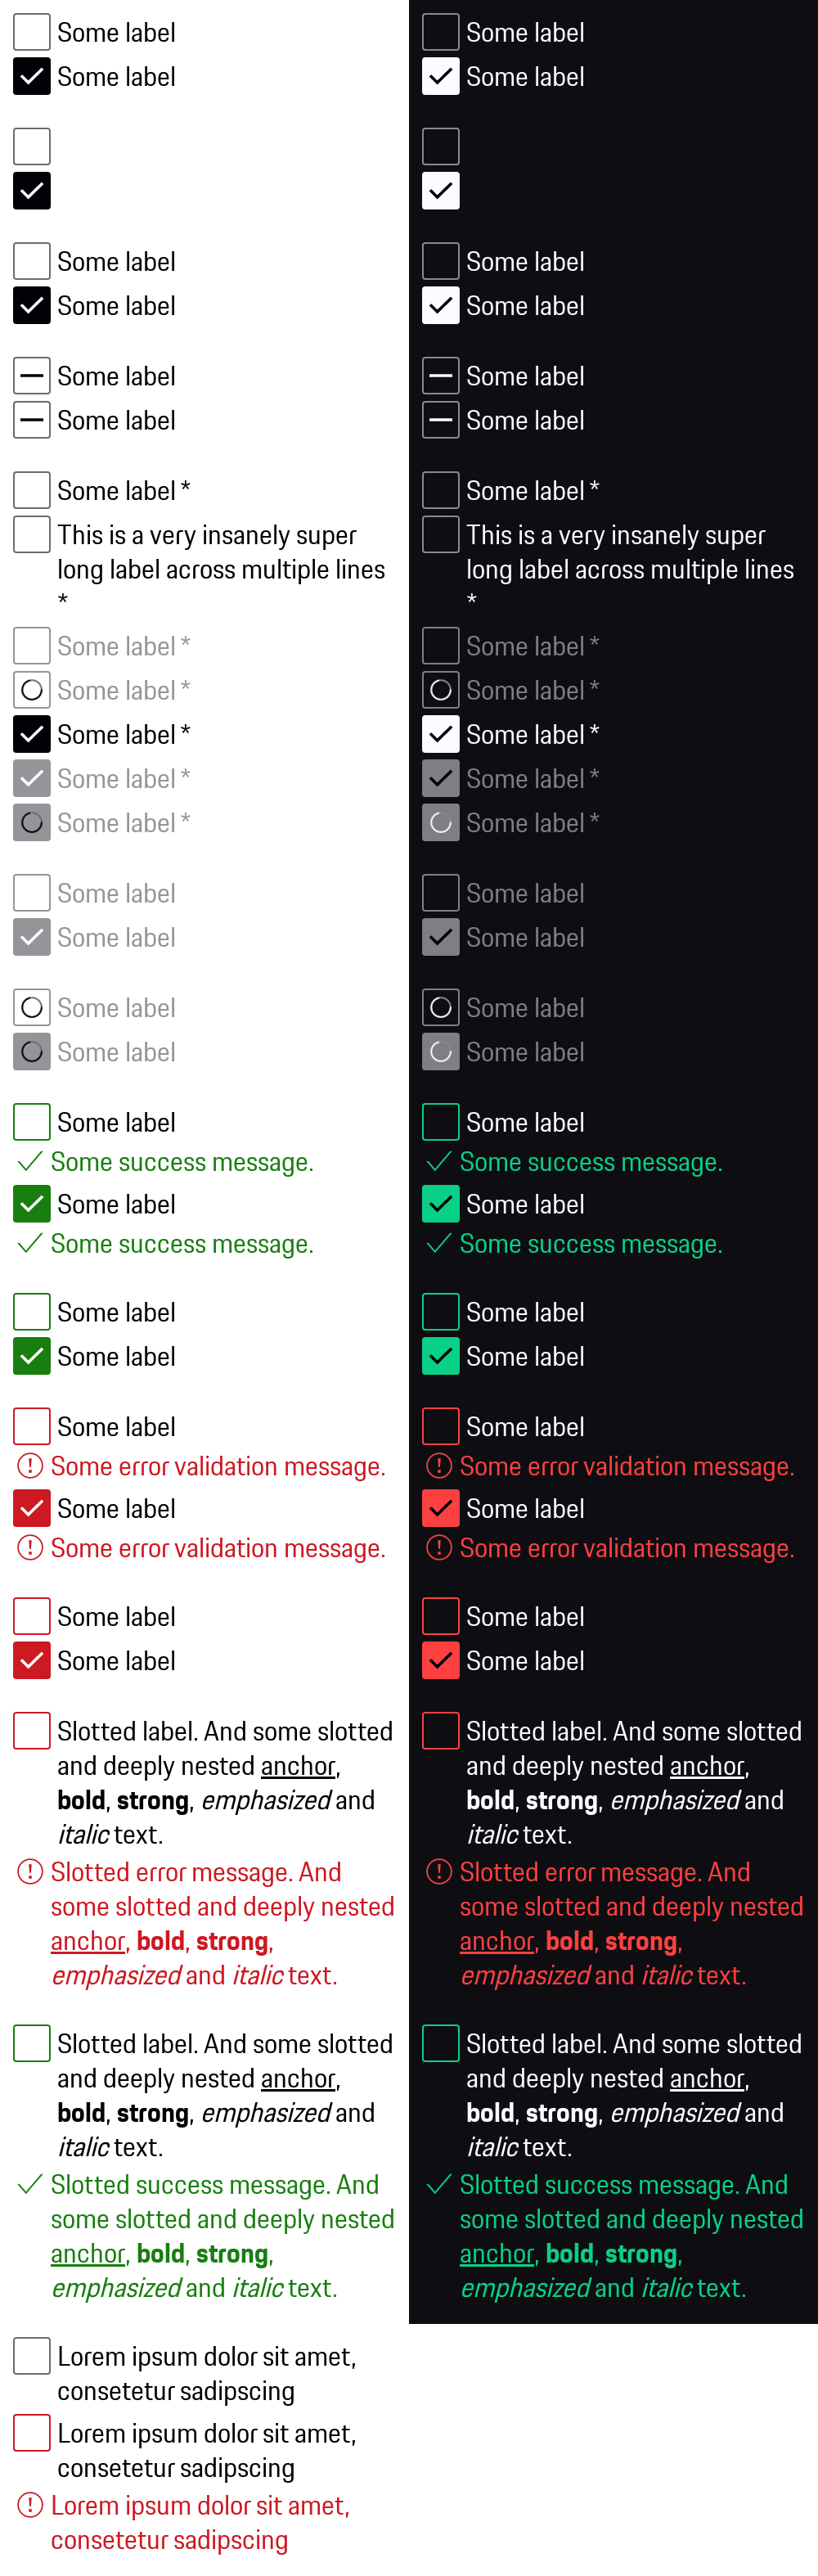 Some label
Some label
Some label
Some label
Some label
Some label
Some label *
This is a very insanely super
long label across multiple lines
*
Some label *
Some label *
Some label *
Some label *
Some label *
Some label
Some label
Some label
Some label
Some label
Some success message.
Some label
Some success message.
Some label
Some label
Some label
Some error validation message.
Some label
Some error validation message.
Some label
Some label
Slotted label. And some slotted
and deeply nested anchor,
bold, strong, emphasized and
italic text.
Slotted error message. And
some slotted and deeply nested
anchor, bold, strong,
emphasized and italic text.
Slotted label. And some slotted
and deeply nested anchor,
bold, strong, emphasized and
italic text.
Slotted success message. And
some slotted and deeply nested
anchor, bold, strong,
emphasized and italic text.
Lorem ipsum dolor sit amet,
consetetur sadipscing
Lorem ipsum dolor sit amet,
consetetur sadipscing
Lorem ipsum dolor sit amet,
consetetur sadipscing
Some label
Some label
Some label
Some label
Some label
Some label
Some label *
This is a very insanely super
long label across multiple lines
*
Some label *
Some label *
Some label *
Some label *
Some label *
Some label
Some label
Some label
Some label
Some label
Some success message.
Some label
Some success message.
Some label
Some label
Some label
Some error validation message.
Some label
Some error validation message.
Some label
Some label
Slotted label. And some slotted
and deeply nested anchor,
bold, strong, emphasized and
italic text.
Slotted error message. And
some slotted and deeply nested
anchor, bold, strong,
emphasized and italic text.
Slotted label. And some slotted
and deeply nested anchor,
bold, strong, emphasized and
italic text.
Slotted success message. And
some slotted and deeply nested
anchor, bold, strong,
emphasized and italic text.